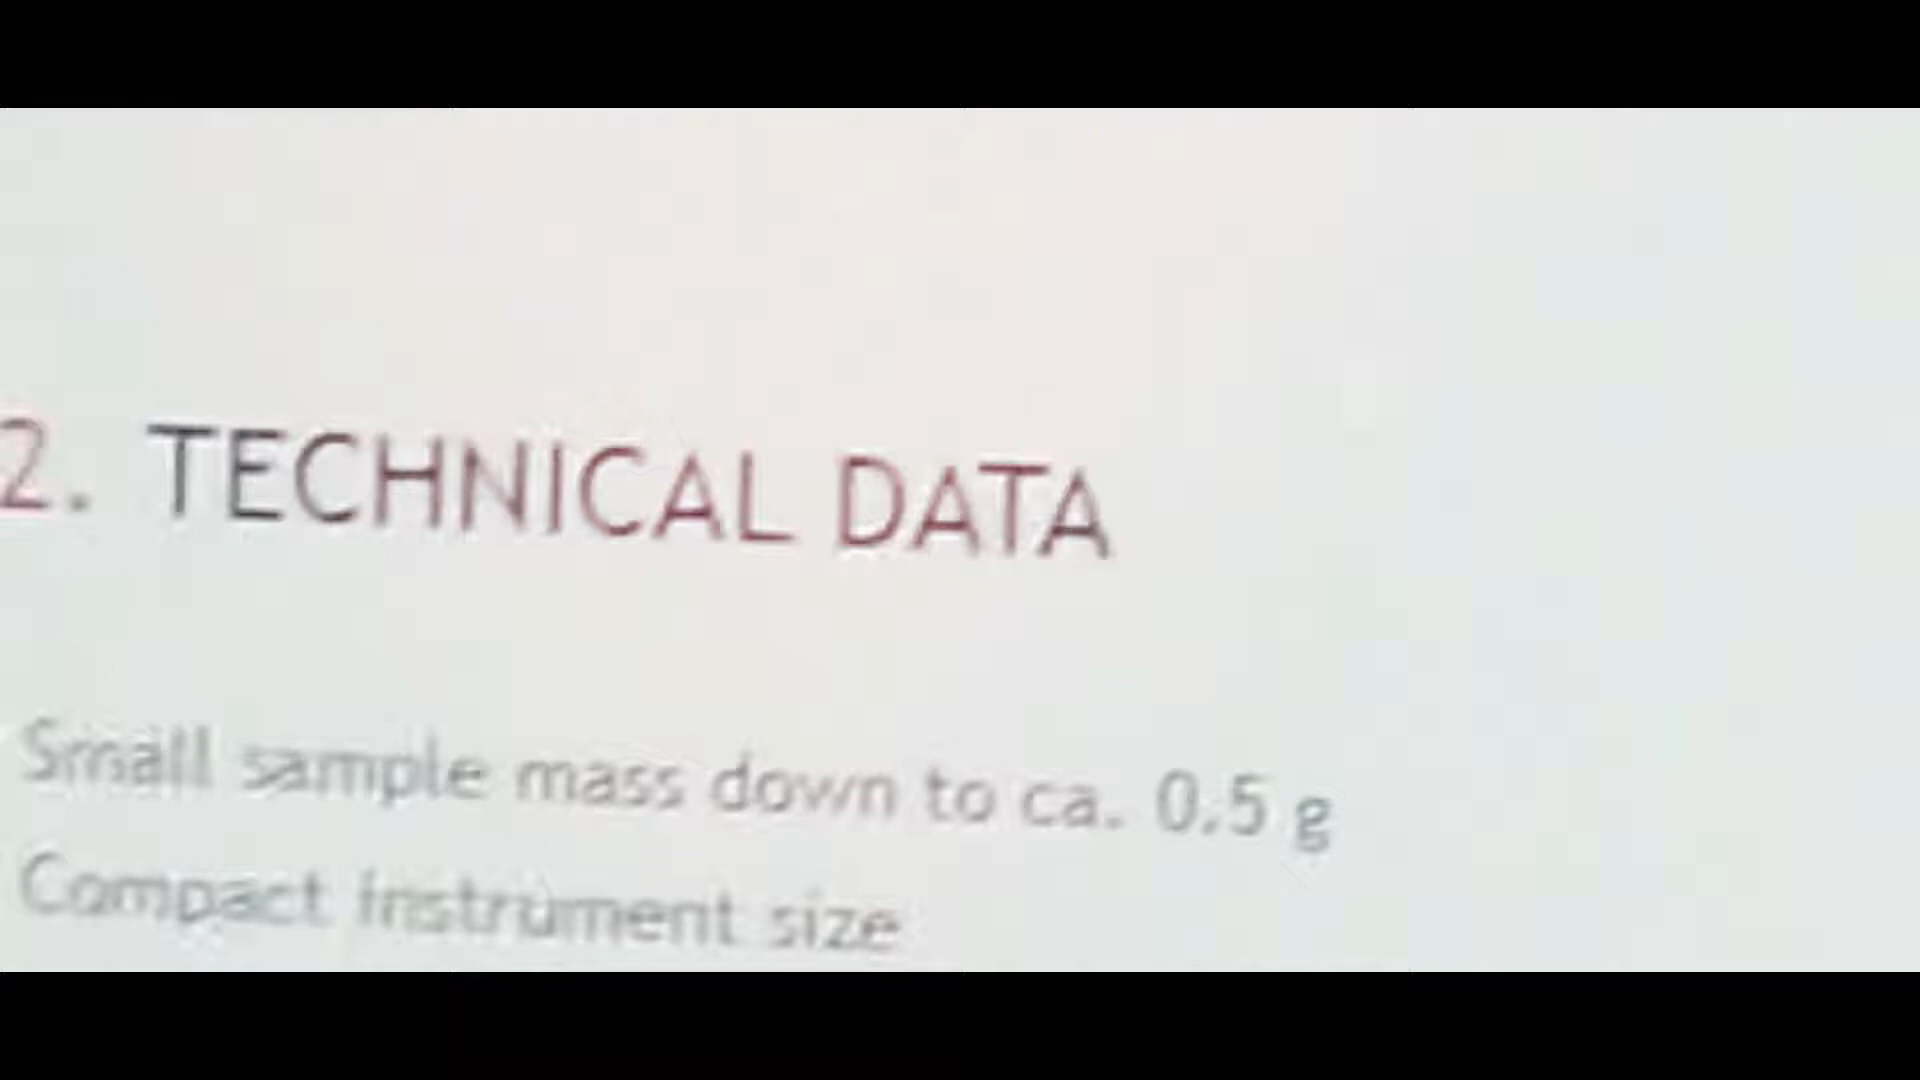 2. TECHNICAL DATA
Small sample mass down to ca. 0.5 g
Compact instrument size